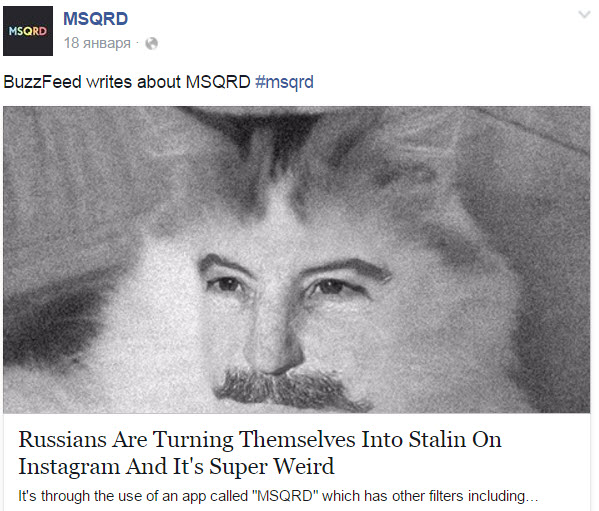 MSQRD
MSQRD
18 января
BuzzFeed writes about MSQRD #msqrd
Russians Are Turning Themselves Into Stalin On
Instagram And It's Super Weird
It's through the use of an app called "MSQRD" which has other filters including...